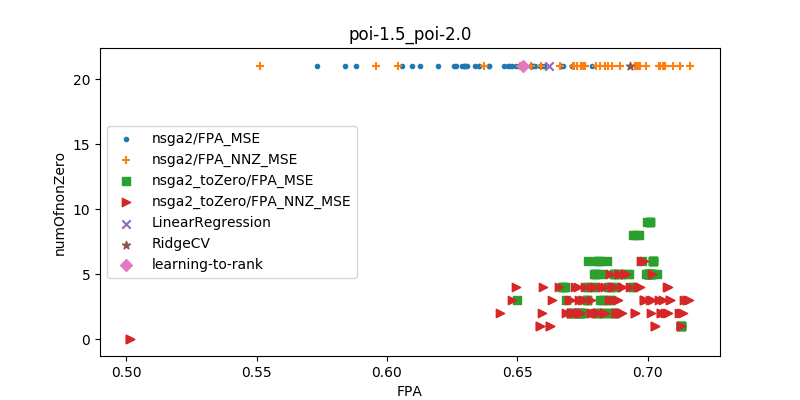 poi-1.5_poi-2.0
numOfnonZero
20
15
10
5
0
nsga2/FPA_MSE
nsga2/FPA_NNZ_MSE
nsga2_toZero/FPA_MSE
nsga2_toZero/FPA_NNZ_MSE
LinearRegression
RidgeCV
learning-to-rank
0.50 0.55 0.60 0.65 0.70
FPA